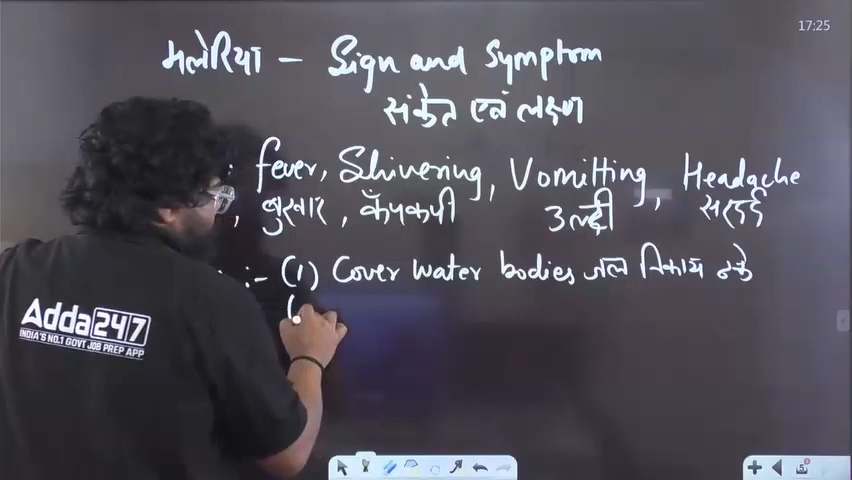 17:25
मलेरिया - Sign and Symptom
संकेत एवं लक्षण
: fever, Shivering, Vomitting, Headache
, बुखार, कँपकपी उल्टी सरदर्द
:- (1) Cover water bodies जल निकाय ढके
(
Adda247
INDIA'S NO.1 GOVT JOB PREP APP